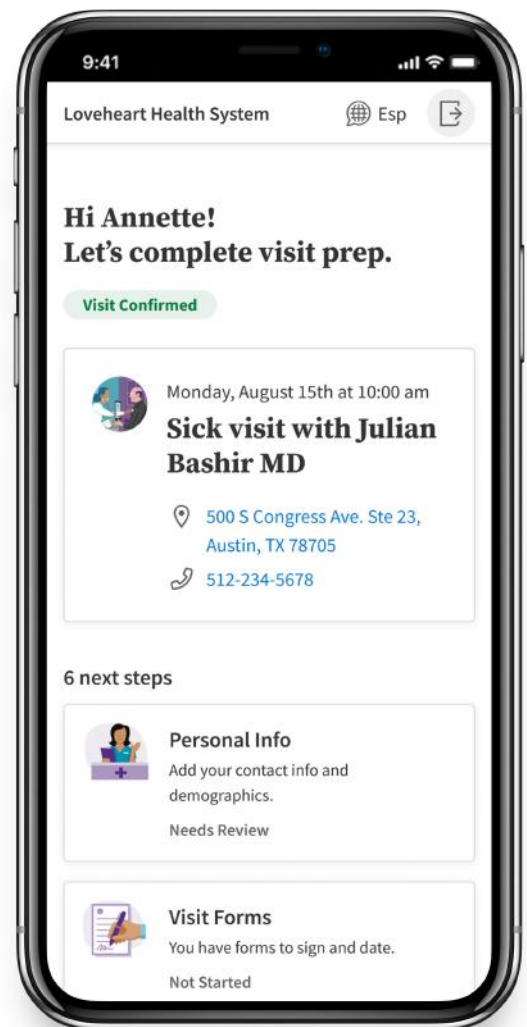 9:41
Loveheart Health System
Esp
Hi Annette!
Let's complete visit prep.
Visit Confirmed
Monday, August 15th at 10:00 am
Sick visit with Julian
Bashir MD
500 S Congress Ave. Ste 23,
Austin, TX 78705
512-234-5678
6 next steps
Personal Info
Add your contact info and
demographics.
Needs Review
Visit Forms
You have forms to sign and date.
Not Started